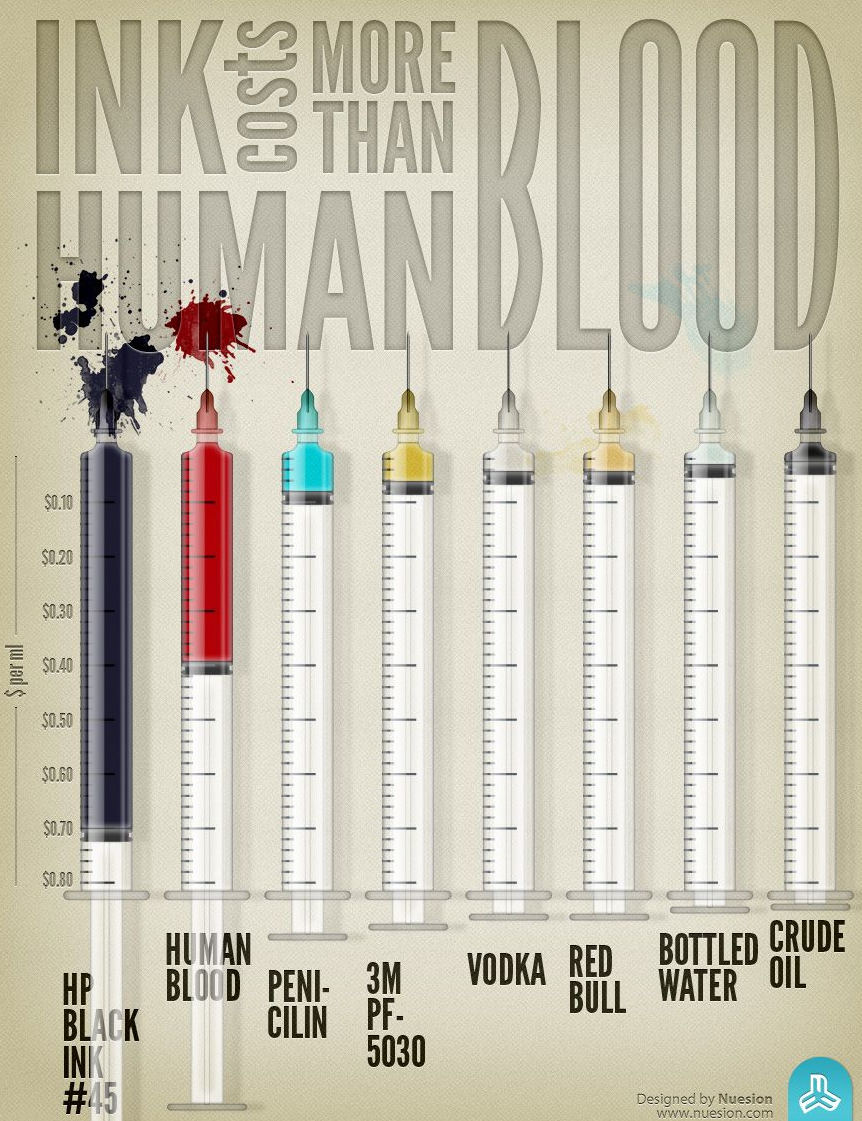 INK costs MORE THAN
HUMAN BLOOD
$ per ml
$0.10
$0.20
$0.30
$0.40
$0.50
$0.60
$0.70
$0.80
HP
BLACK
INK
#45
HUMAN
BLOOD
PENI-
CILIN
3M
PF-
5030
VODKA
RED
BULL
BOTTLED
WATER
CRUDE
OIL
Designed by Nuesion
www.nuesion.com